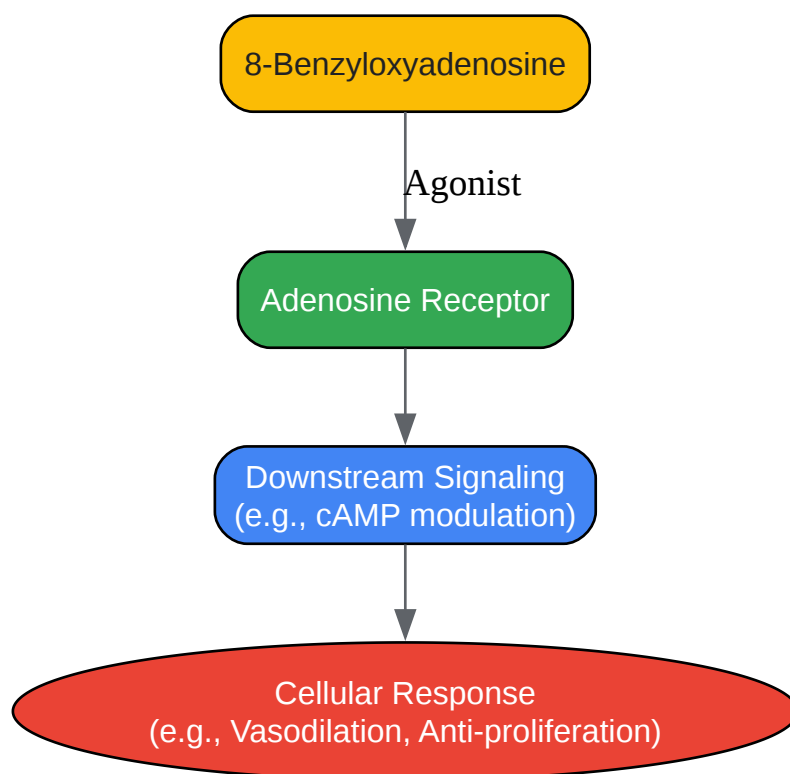 8-Benzyloxyadenosine
Agonist
Adenosine Receptor
Downstream Signaling
(e.g., cAMP modulation)
Cellular Response
(e.g., Vasodilation, Anti-proliferation)